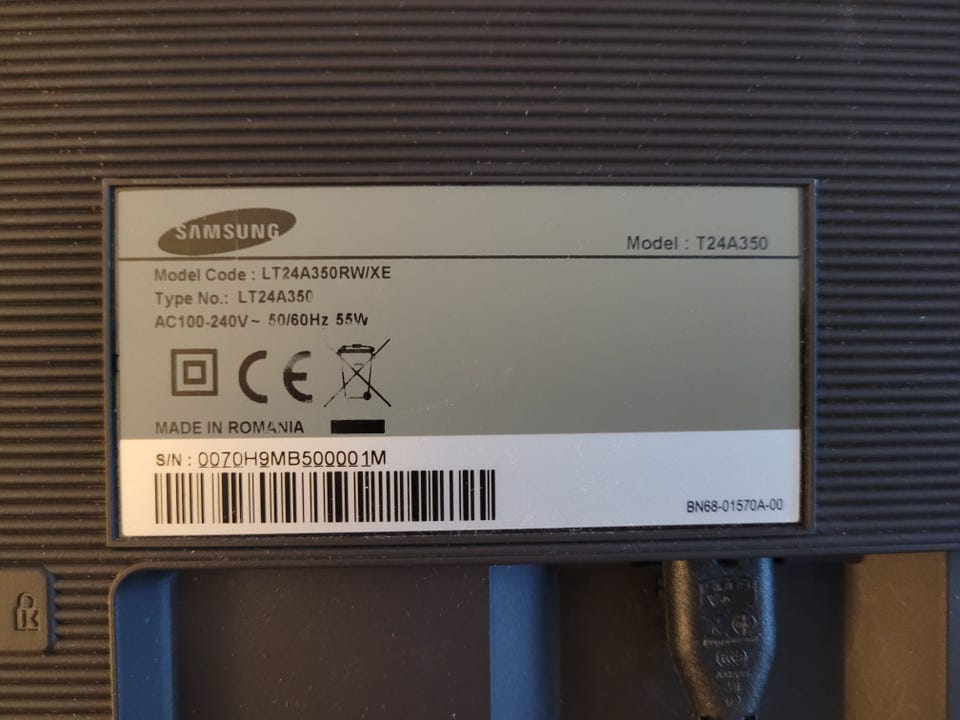 SAMSUNG
Model : T24A350
Model Code : LT24A350RW/XE
Type No.: LT24A350
AC100-240V~ 50/60Hz 55W
CE
MADE IN ROMANIA
S/N : 0070H9MB500001M
BN68-01570A-00
K